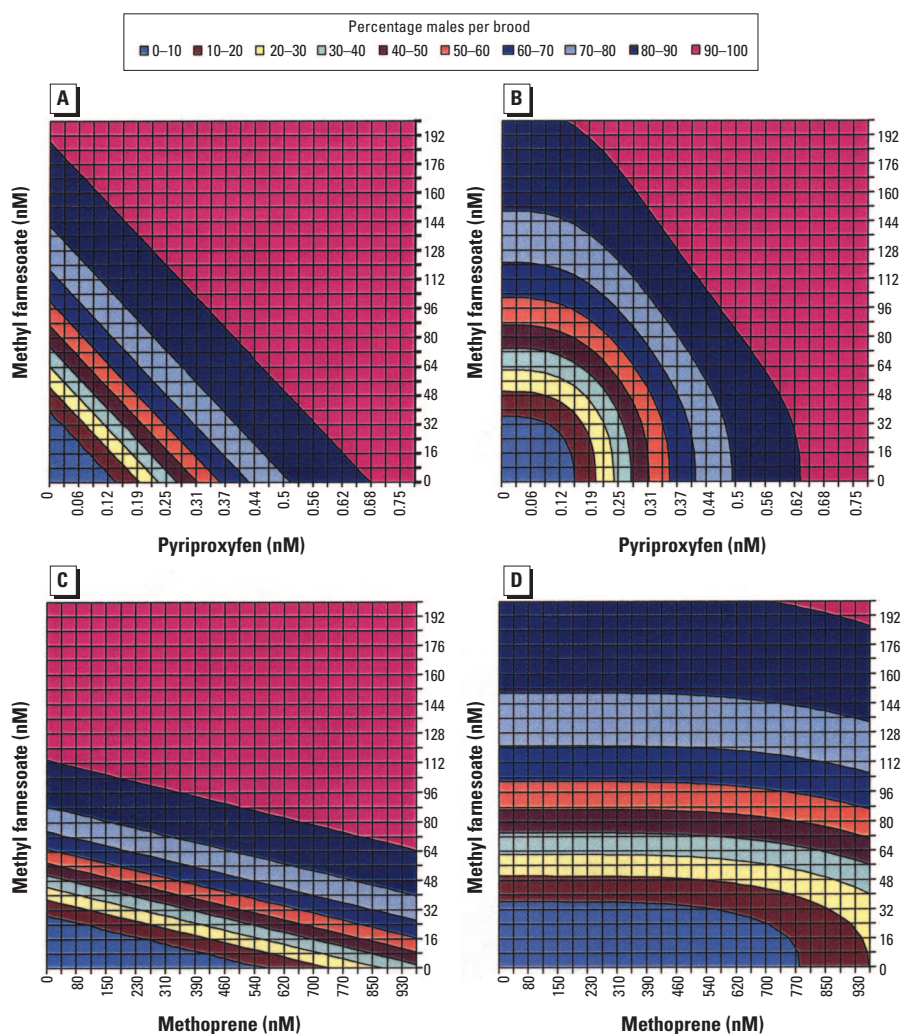 Percentage males per brood
0–10 10–20 20–30 30–40 40–50 50–60 60–70 70–80 80–90 90–100
A
Methyl farnesoate (nM)
192
176
160
144
128
112
96
80
64
48
32
16
0
0 0.06 0.12 0.19 0.25 0.31 0.37 0.44 0.5 0.56 0.62 0.68 0.75
Pyriproxyfen (nM)
B
Methyl farnesoate (nM)
192
176
160
144
128
112
96
80
64
48
32
16
0
0 0.06 0.12 0.19 0.25 0.31 0.37 0.44 0.5 0.56 0.62 0.68 0.75
Pyriproxyfen (nM)
C
Methyl farnesoate (nM)
192
176
160
144
128
112
96
80
64
48
32
16
0
0 80 160 230 310 390 470 540 620 700 770 850 930
Methoprene (nM)
D
Methyl farnesoate (nM)
192
176
160
144
128
112
96
80
64
48
32
16
0
0 80 160 230 310 390 470 540 620 700 770 850 930
Methoprene (nM)